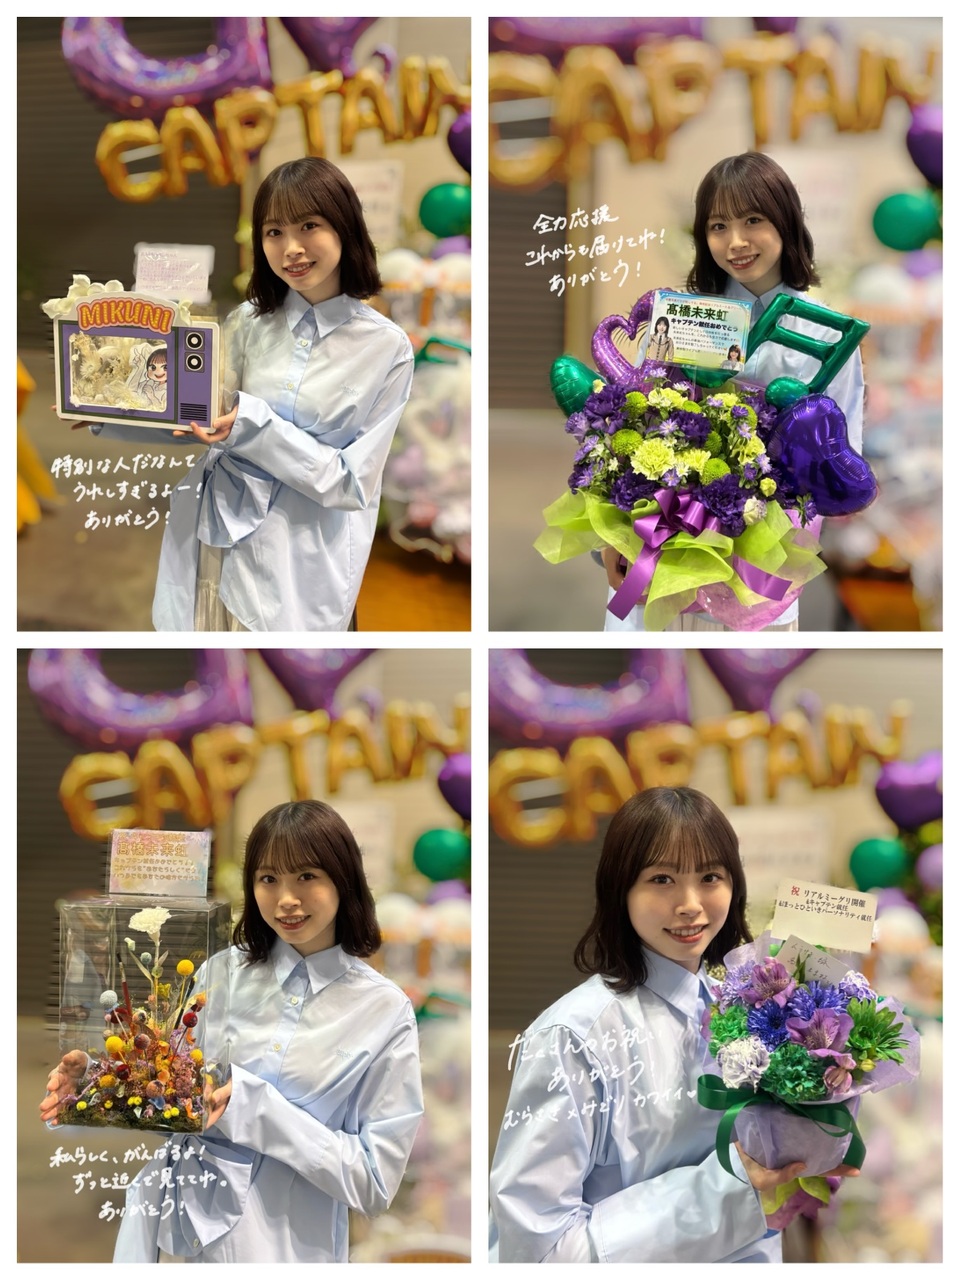 CAPTAIN
MIKUNI
特別な人だなんて
うれしすぎるよー!
ありがとう!
CAPTAIN
全力応援
これからも届けてね!
ありがとう!
髙橋未来虹
キャプテン就任おめでとう
CAPTAIN
髙橋未来虹
私らしく、がんばるよ!
ずっと近くで見ててね。
ありがとう!
CAPTAIN
祝 リアルミーグリ開催
&キャプテン就任
ほまっとひといきパーソナリティ就任
たくさんのお祝い
ありがとう!
むらさき×みどり カワイイ♥